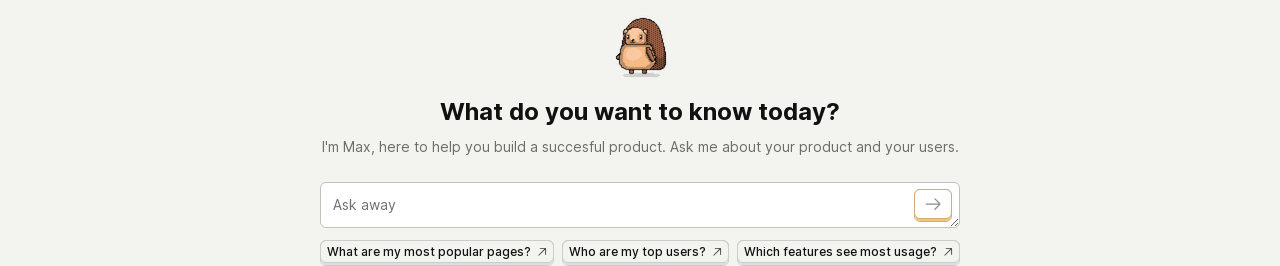 What do you want to know today?
I'm Max, here to help you build a succesful product. Ask me about your product and your users.
Ask away
What are my most popular pages?
Who are my top users?
Which features see most usage?